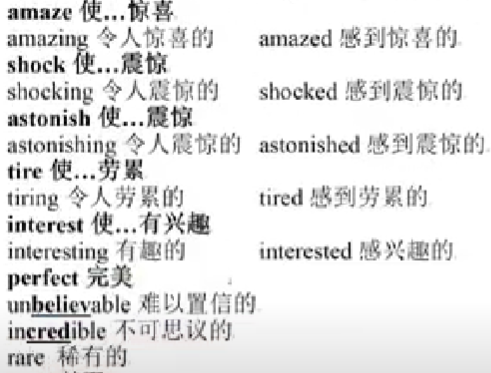 amaze 使...惊喜
amazing 令人惊喜的 amazed 感到惊喜的
shock 使...震惊
shocking 令人震惊的 shocked 感到震惊的
astonish 使...震惊
astonishing 令人震惊的 astonished 感到震惊的
tire 使...劳累
tiring 令人劳累的 tired 感到劳累的
interest 使...有兴趣
interesting 有趣的 interested 感兴趣的
perfect 完美
unbelievable 难以置信的
incredible 不可思议的
rare 稀有的